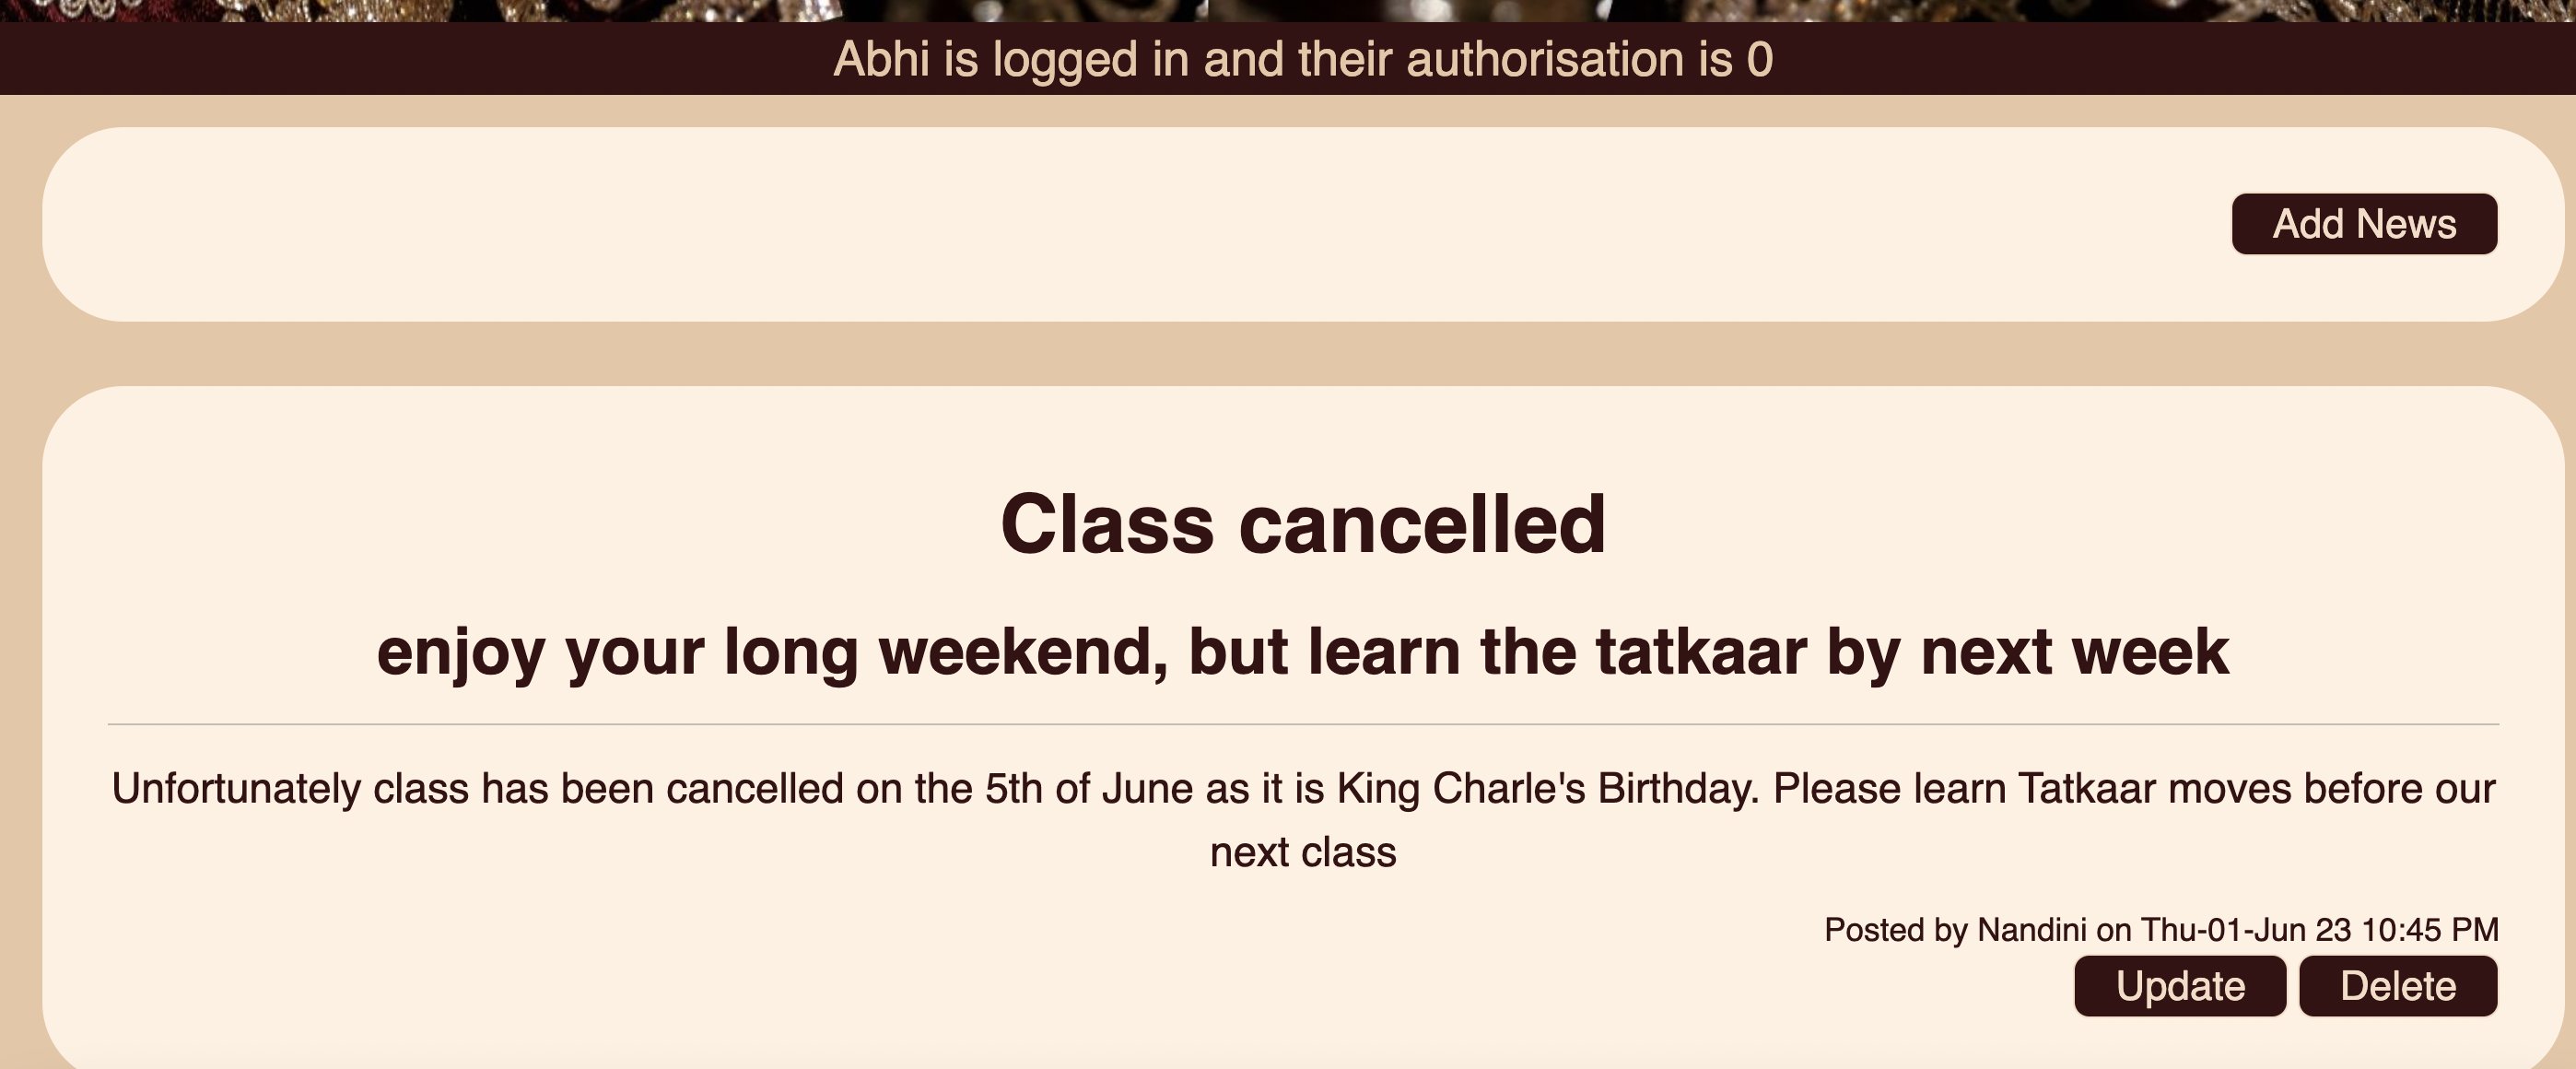 Abhi is logged in and their authorisation is 0
Add News
Class cancelled
enjoy your long weekend, but learn the tatkaar by next week
Unfortunately class has been cancelled on the 5th of June as it is King Charle's Birthday. Please learn Tatkaar moves before our
next class
Posted by Nandini on Thu-01-Jun 23 10:45 PM
Update Delete